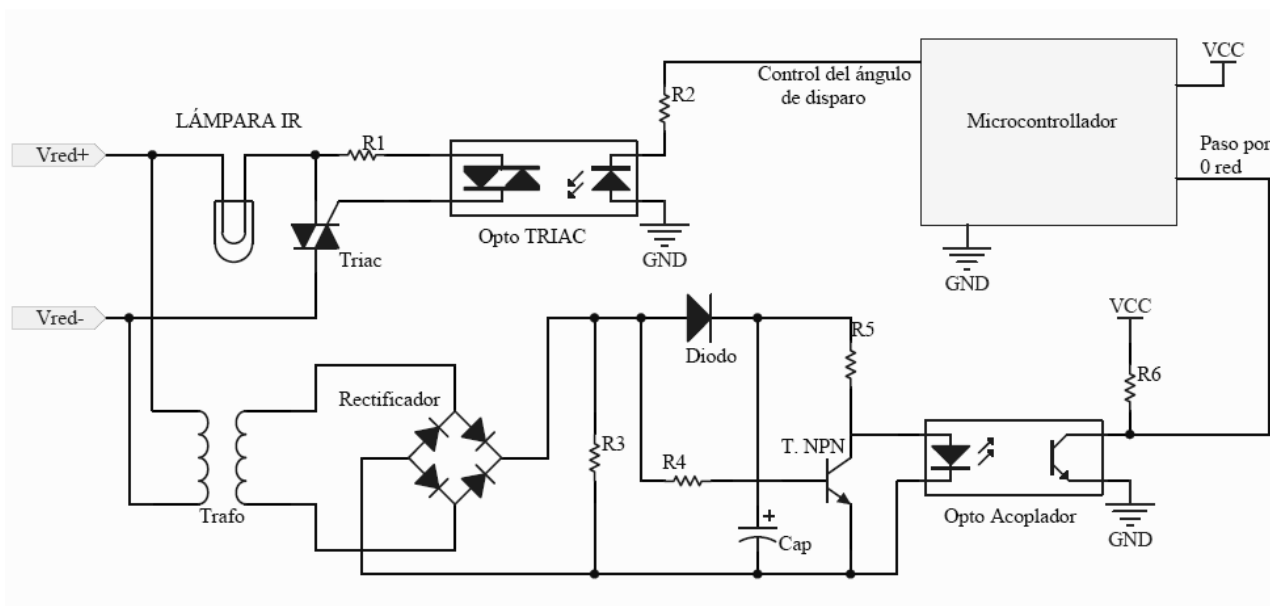 VCC
Control del ángulo
de disparo
R2
LÁMPARA IR
Microcontrollador
R1
Paso por
0 red
Vred+
Opto TRIAC
GND
Triac
GND
Vred-
VCC
R5
Diodo
R6
Rectificador
R3
T. NPN
R4
Trafo
+
Cap
Opto Acoplador
GND